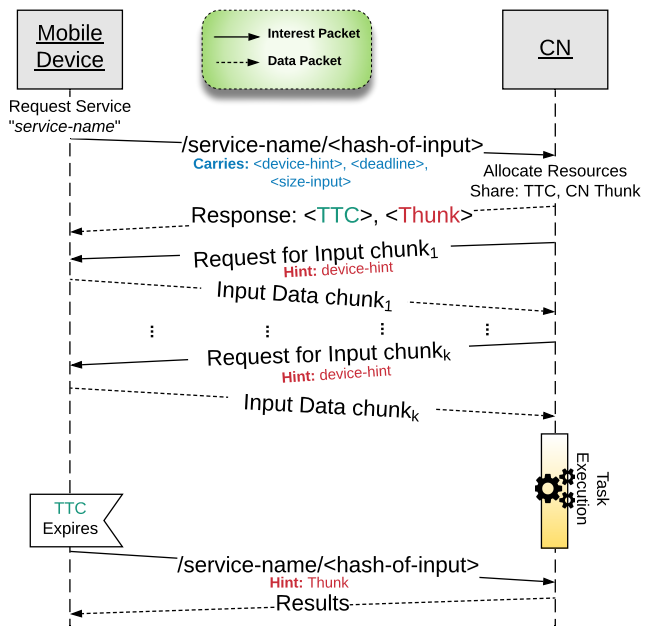 Mobile
Device
Interest Packet
Data Packet
CN
Request Service
"service-name"
/service-name/<hash-of-input>
Carries: <device-hint>, <deadline>,
<size-input>
Allocate Resources
Share: TTC, CN Thunk
Response: <TTC>, <Thunk>
Request for Input chunk1
Hint: device-hint
Input Data chunk1
Request for Input chunkk
Hint: device-hint
Input Data chunkk
Task
Execution
TTC
Expires
/service-name/<hash-of-input>
Hint: Thunk
Results